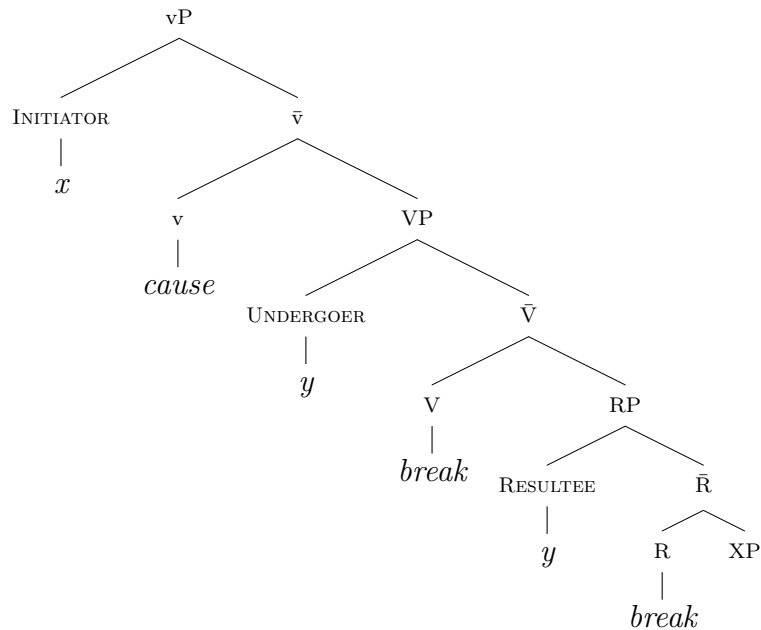 vP
INITIATOR v̄
x
v VP
cause
UNDERGOER V̄
y
V RP
break
RESULTEE R̄
y
R XP
break